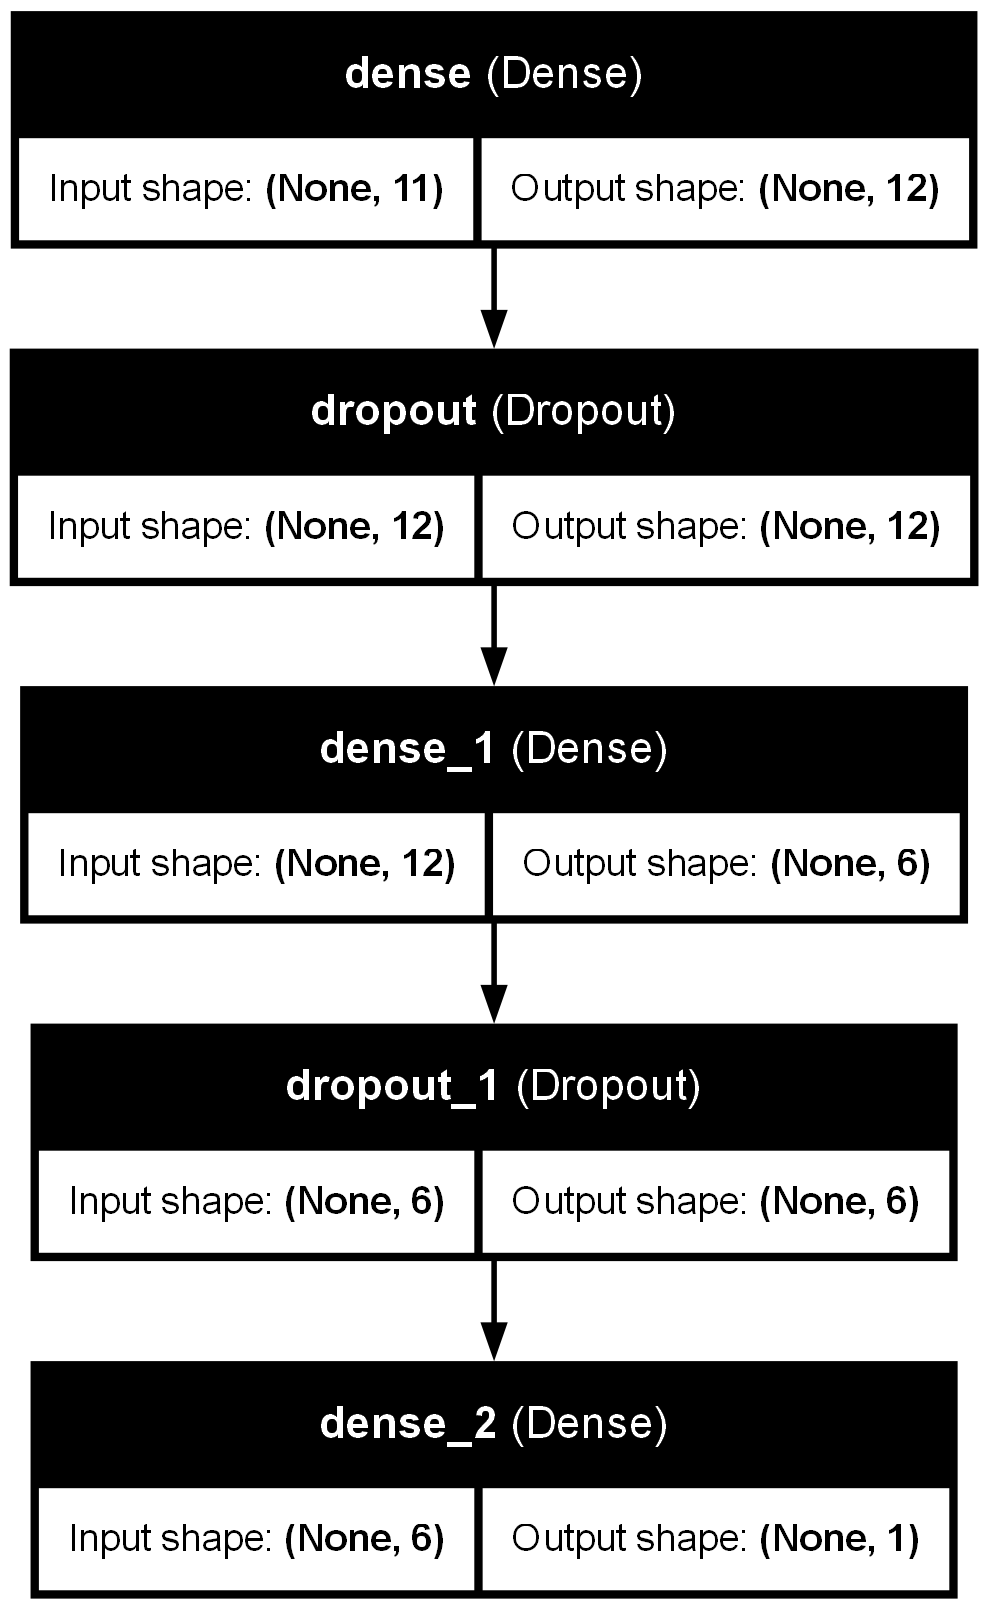 dense (Dense)
Input shape: (None, 11) Output shape: (None, 12)
dropout (Dropout)
Input shape: (None, 12) Output shape: (None, 12)
dense_1 (Dense)
Input shape: (None, 12) Output shape: (None, 6)
dropout_1 (Dropout)
Input shape: (None, 6) Output shape: (None, 6)
dense_2 (Dense)
Input shape: (None, 6) Output shape: (None, 1)